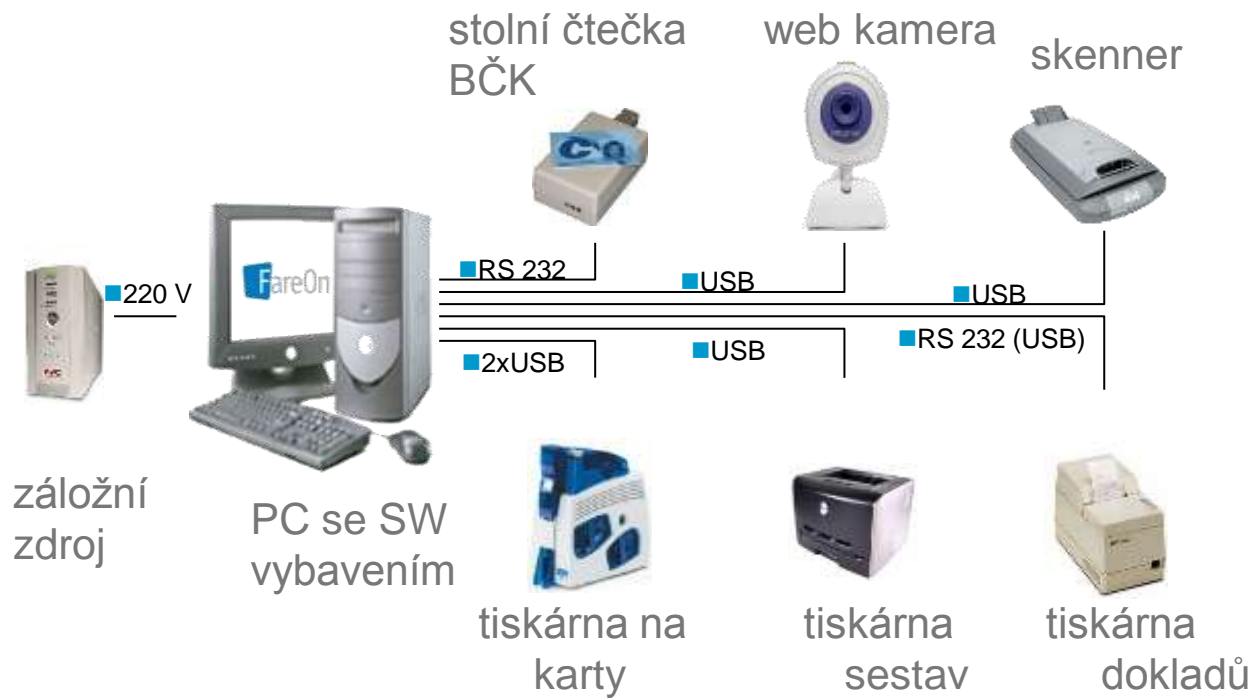 stolní čtečka
BČK
web kamera
skenner
RS 232
USB
USB
220 V
FareOn
2xUSB
USB
RS 232 (USB)
záložní
zdroj
PC se SW
vybavením
tiskárna na
karty
tiskárna
sestav
tiskárna
dokladů